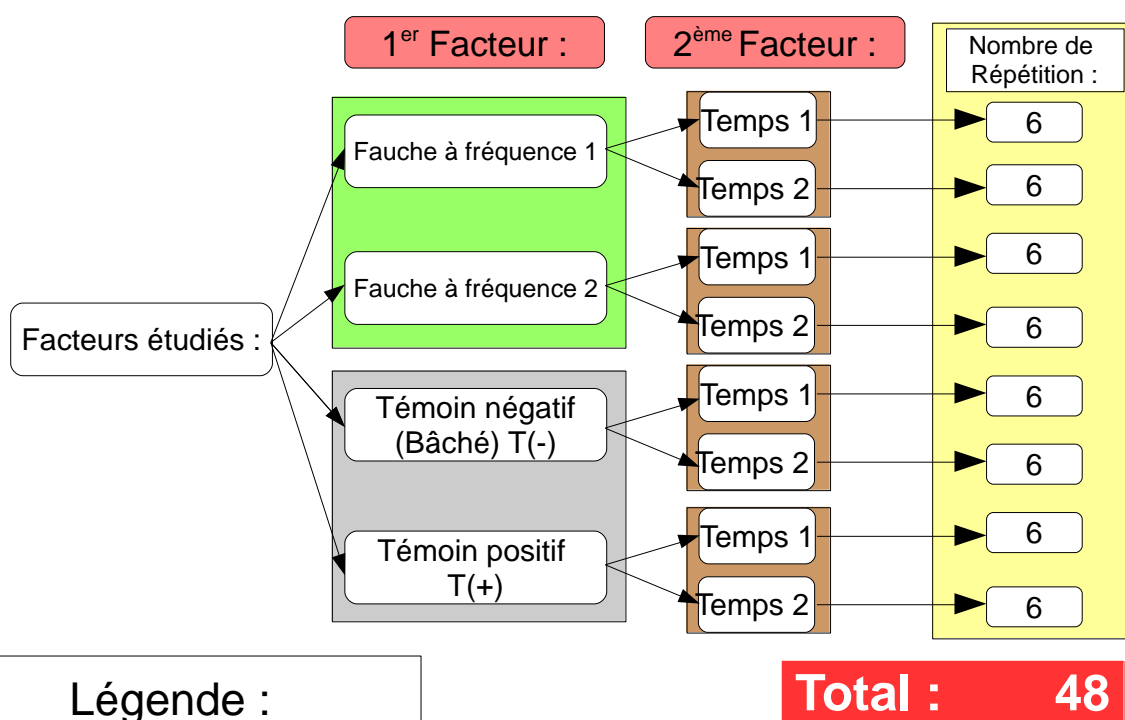 1er Facteur :
2ème Facteur :
Nombre de
Répétition :
Facteurs étudiés :
Fauche à fréquence 1
Temps 1
6
Temps 2
6
Fauche à fréquence 2
Temps 1
6
Temps 2
6
Témoin négatif
(Bâché) T(-)
Temps 1
6
Temps 2
6
Témoin positif
T(+)
Temps 1
6
Temps 2
6
Légende :
Total : 48